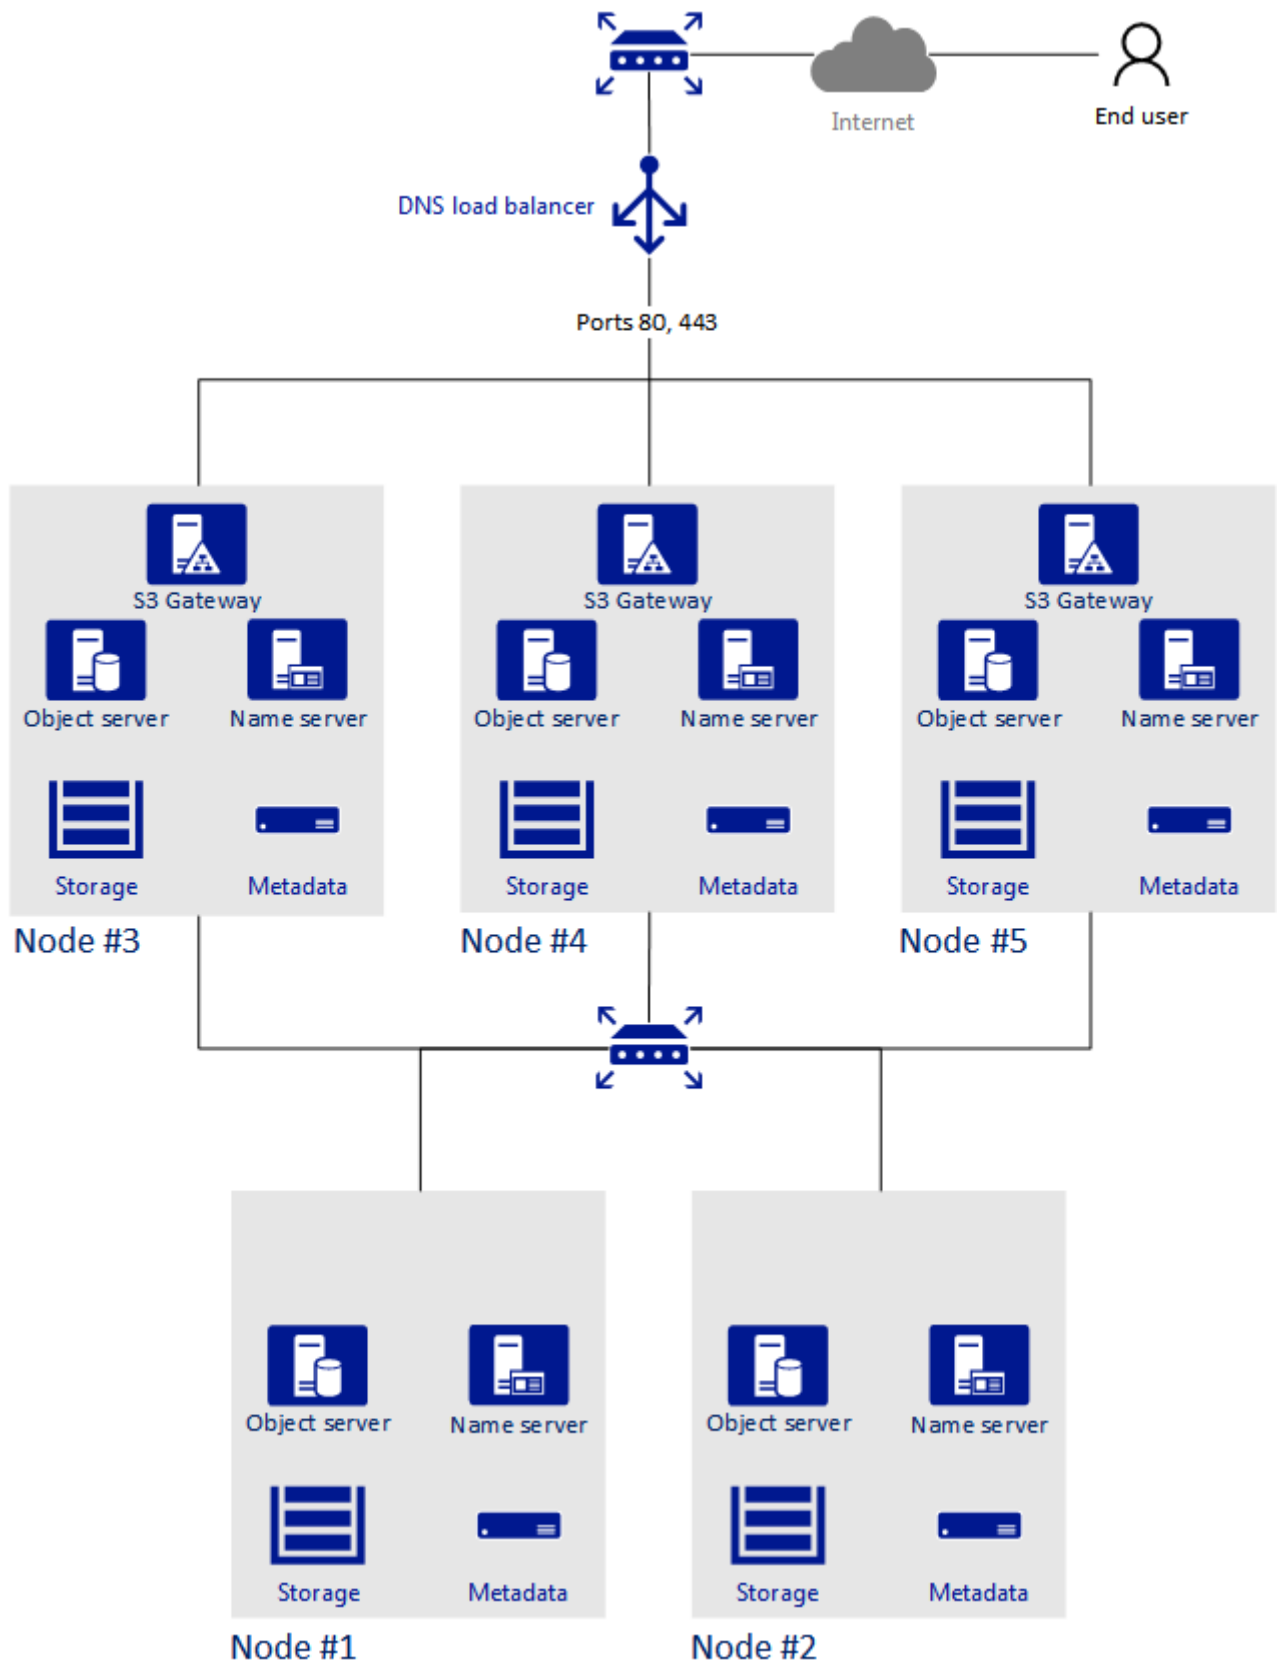 Internet
End user
DNS load balancer
Ports 80, 443
S3 Gateway
S3 Gateway
S3 Gateway
Object server
Name server
Object server
Name server
Object server
Name server
Storage
Metadata
Storage
Metadata
Storage
Metadata
Node #3
Node #4
Node #5
Object server
Name server
Object server
Name server
Storage
Metadata
Storage
Metadata
Node #1
Node #2